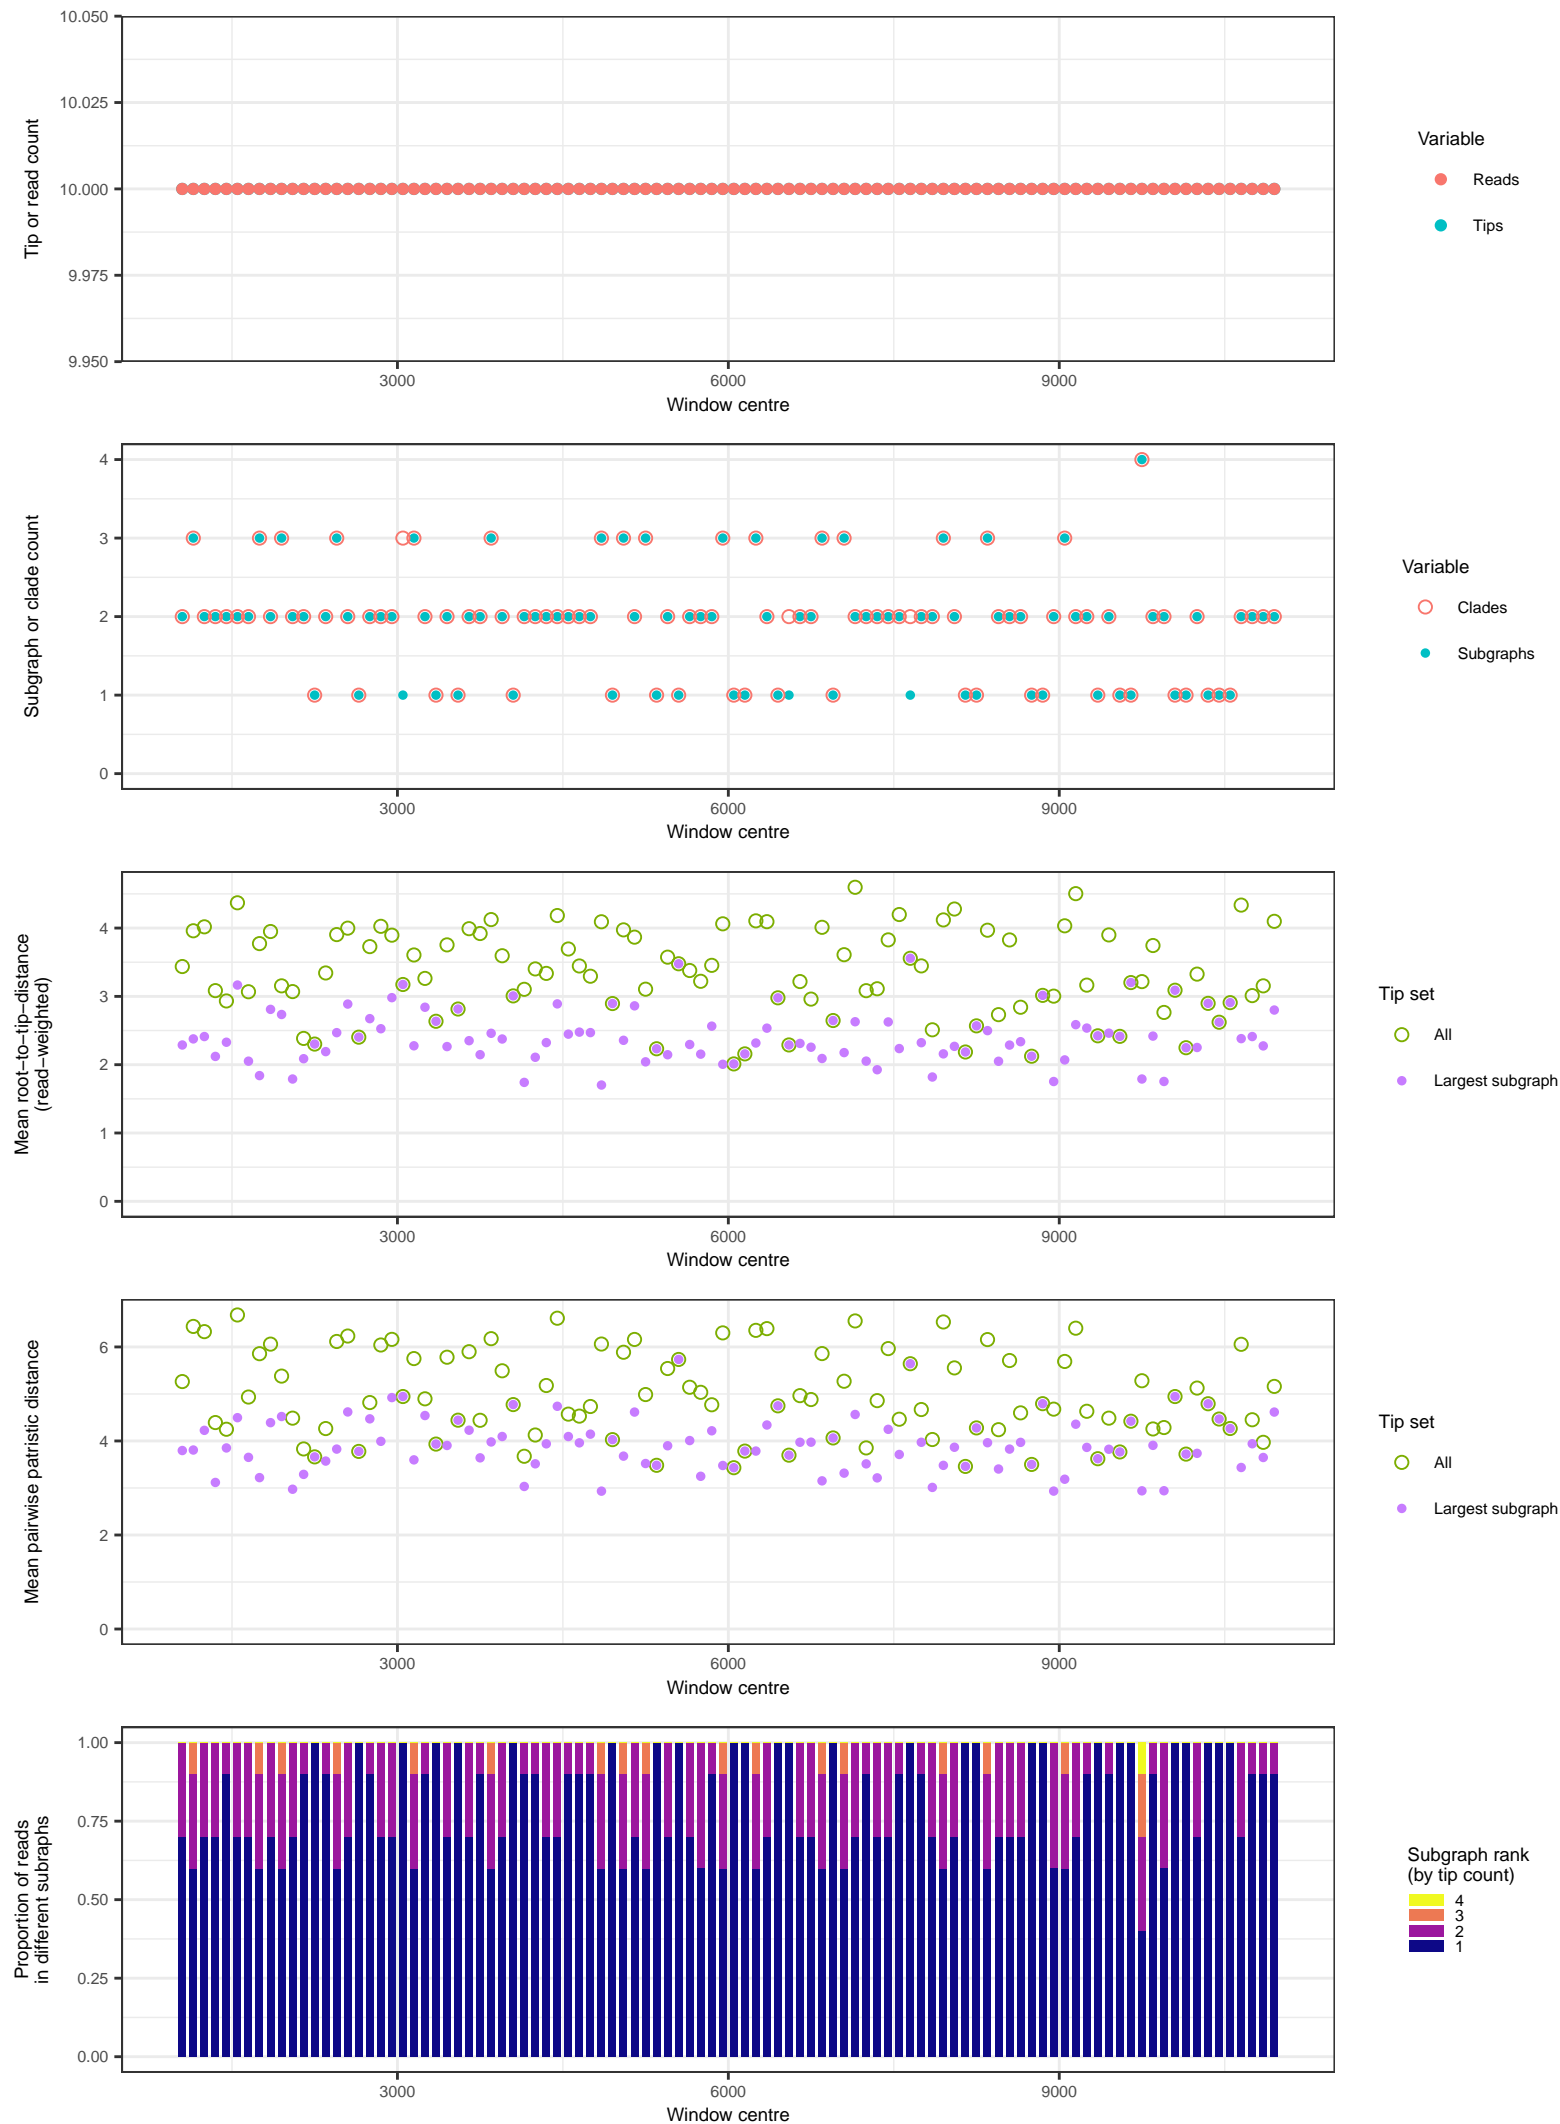 10.050
10.025
10.000
9.975
9.950
Tip or read count
3000 6000 9000
Window centre
Variable
Reads
Tips
4
3
2
1
0
Subgraph or clade count
3000 6000 9000
Window centre
Variable
Clades
Subgraphs
4
3
2
1
0
Mean root−to−tip−distance
(read−weighted)
3000 6000 9000
Window centre
Tip set
All
Largest subgraph
6
4
2
0
Mean pairwise patristic distance
3000 6000 9000
Window centre
Tip set
All
Largest subgraph
1.00
0.75
0.50
0.25
0.00
Proportion of reads
in different subraphs
3000 6000 9000
Window centre
Subgraph rank
(by tip count)
4
3
2
1